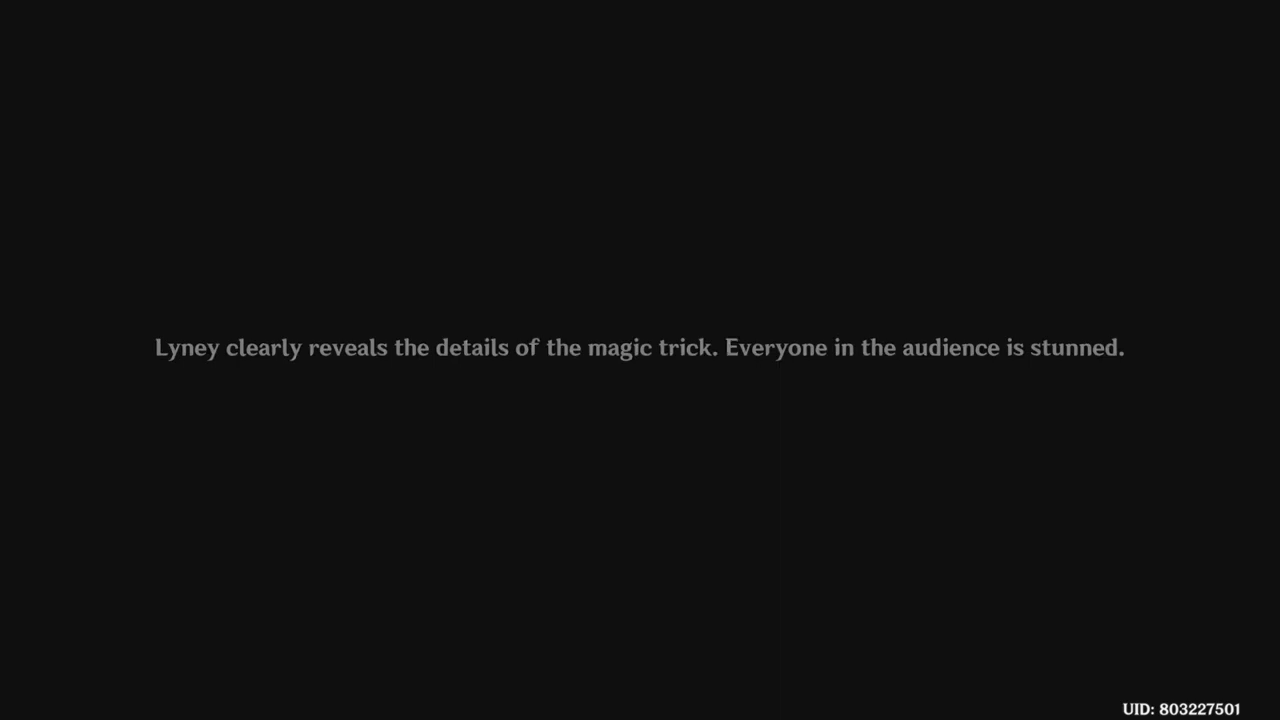 Lyney clearly reveals the details of the magic trick. Everyone in the audience is stunned.
UID: 803227501